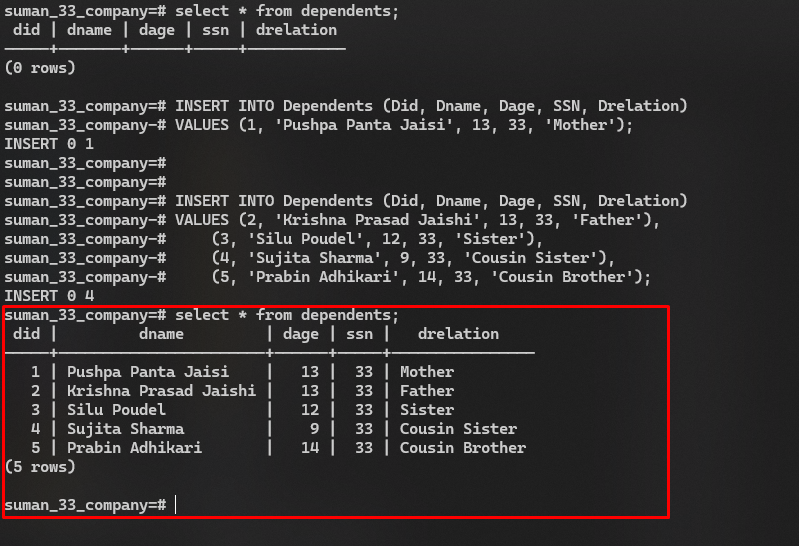 suman_33_company=# select * from dependents;
 did | dname | dage | ssn | drelation
-----+-------+------+-----+-----------
(0 rows)
suman_33_company=# INSERT INTO Dependents (Did, Dname, Dage, SSN, Drelation)
suman_33_company-# VALUES (1, 'Pushpa Panta Jaisi', 13, 33, 'Mother');
INSERT 0 1
suman_33_company=#
suman_33_company=#
suman_33_company=# INSERT INTO Dependents (Did, Dname, Dage, SSN, Drelation)
suman_33_company-# VALUES (2, 'Krishna Prasad Jaishi', 13, 33, 'Father'),
suman_33_company-#     (3, 'Silu Poudel', 12, 33, 'Sister'),
suman_33_company-#     (4, 'Sujita Sharma', 9, 33, 'Cousin Sister'),
suman_33_company-#     (5, 'Prabin Adhikari', 14, 33, 'Cousin Brother');
INSERT 0 4
suman_33_company=# select * from dependents;
 did |         dname         | dage | ssn |   drelation
-----+-----------------------+------+-----+----------------
   1 | Pushpa Panta Jaisi    |   13 |  33 | Mother
   2 | Krishna Prasad Jaishi |   13 |  33 | Father
   3 | Silu Poudel           |   12 |  33 | Sister
   4 | Sujita Sharma         |    9 |  33 | Cousin Sister
   5 | Prabin Adhikari       |   14 |  33 | Cousin Brother
(5 rows)
suman_33_company=#